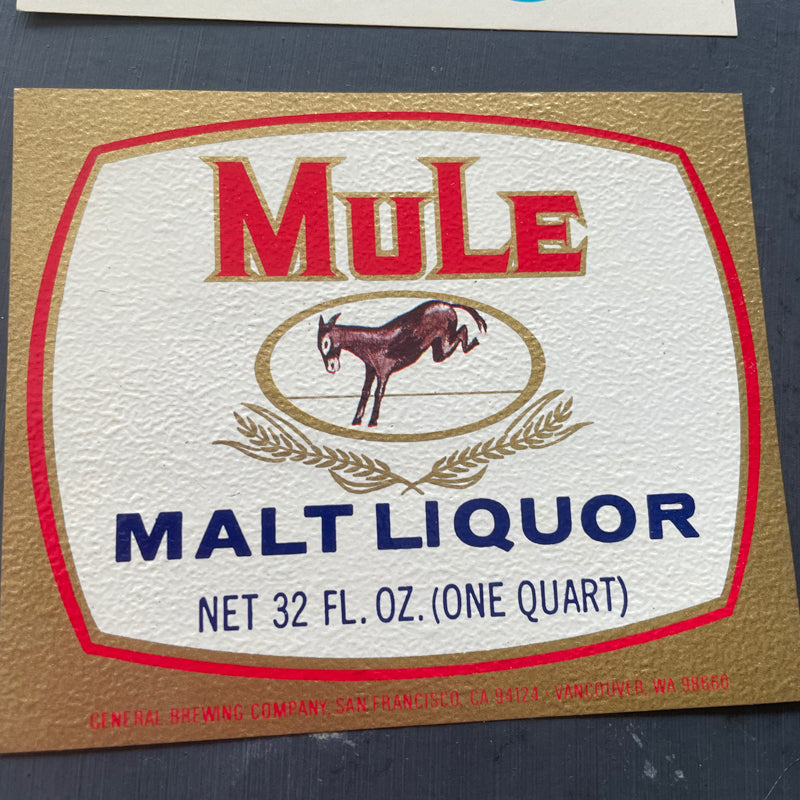 MULE
MALT LIQUOR
NET 32 FL. OZ. (ONE QUART)
GENERAL BREWING COMPANY, SAN FRANCISCO, CA 94124 · VANCOUVER, WA 98660